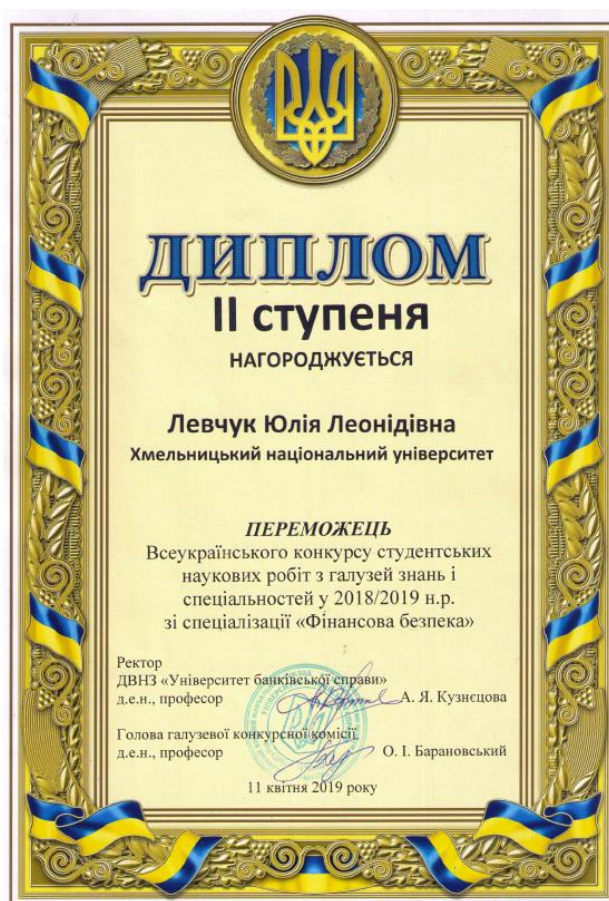 ДИПЛОМ
II ступеня
НАГОРОДЖУЄТЬСЯ
Левчук Юлія Леонідівна
Хмельницький національний університет
ПЕРЕМОЖЕЦЬ
Всеукраїнського конкурсу студентських
наукових робіт з галузей знань і
спеціальностей у 2018/2019 н.р.
зі спеціалізації «Фінансова безпека»
Ректор
ДВНЗ «Університет банківської справи»
д.е.н., професор А. Я. Кузнєцова
Голова галузевої конкурсної комісії
д.е.н., професор О. І. Барановський
11 квітня 2019 року